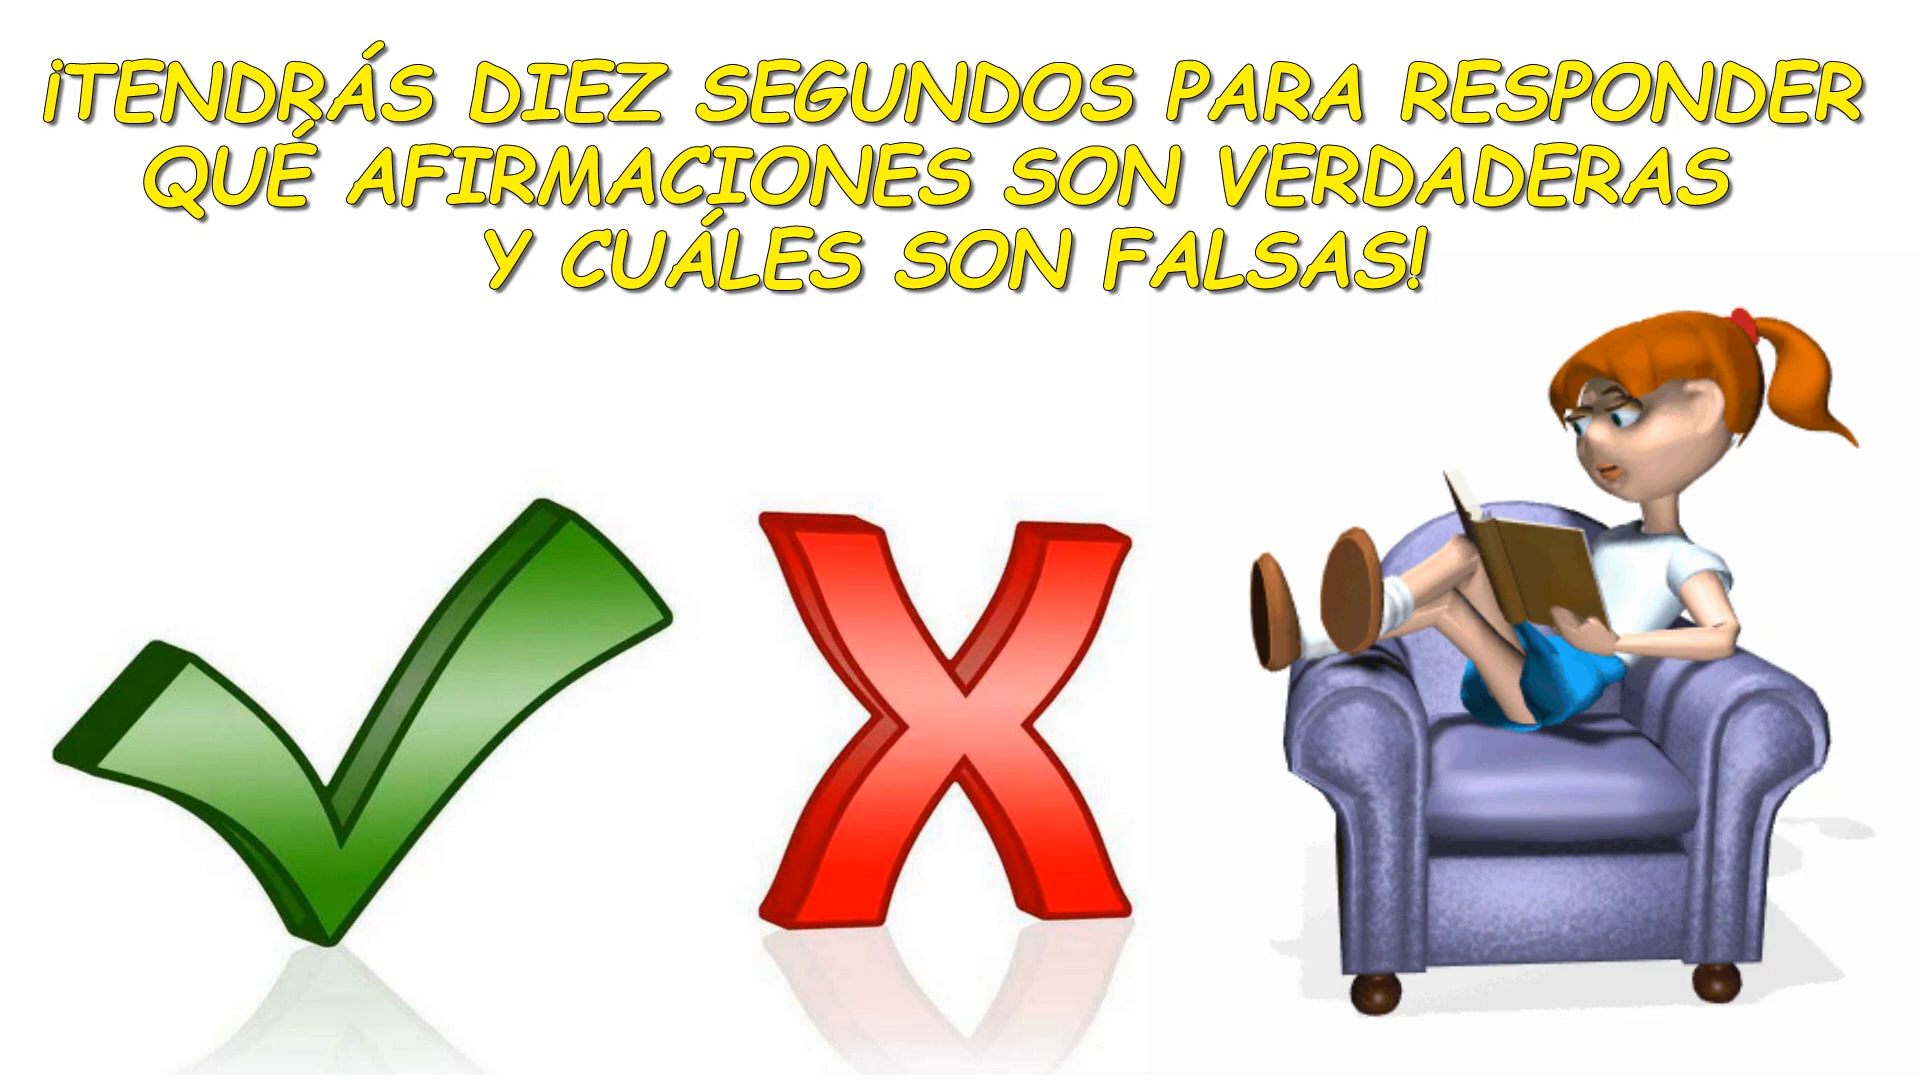 ¡TENDRÁS DIEZ SEGUNDOS PARA RESPONDER
QUÉ AFIRMACIONES SON VERDADERAS
Y CUÁLES SON FALSAS!